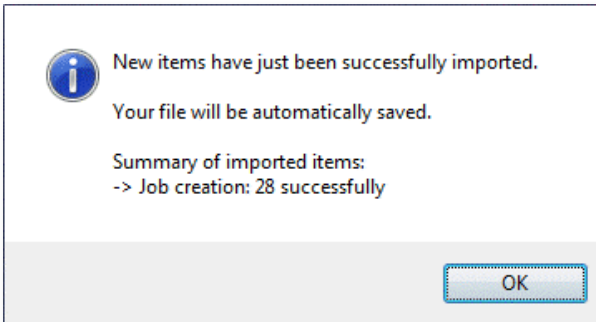 New items have just been successfully imported.
Your file will be automatically saved.
Summary of imported items:
-> Job creation: 28 successfully
OK